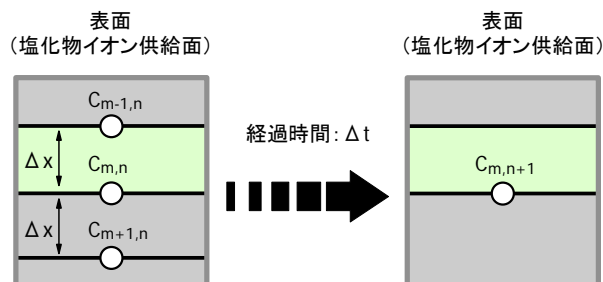 表面
(塩化物イオン供給面)
表面
(塩化物イオン供給面)
Cm-1,n
Δx
Cm,n
Δx
Cm+1,n
経過時間:Δt
Cm,n+1